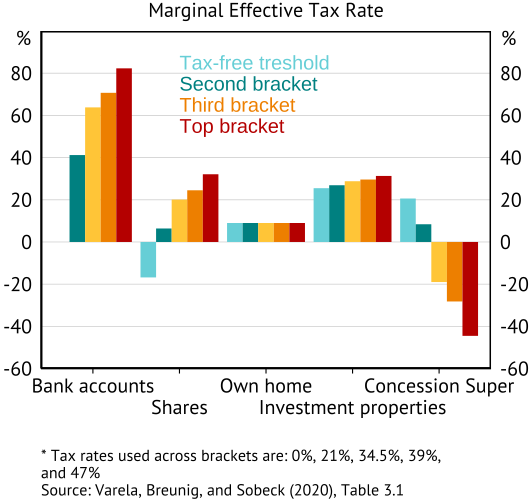 Marginal Effective Tax Rate
% %
Tax-free treshold
Second bracket
Third bracket
Top bracket
80 80
60 60
40 40
20 20
0 0
-20 -20
-40 -40
-60 -60
Bank accounts Own home Concession Super
Shares Investment properties
* Tax rates used across brackets are: 0%, 21%, 34.5%, 39%,
and 47%
Source: Varela, Breunig, and Sobeck (2020), Table 3.1